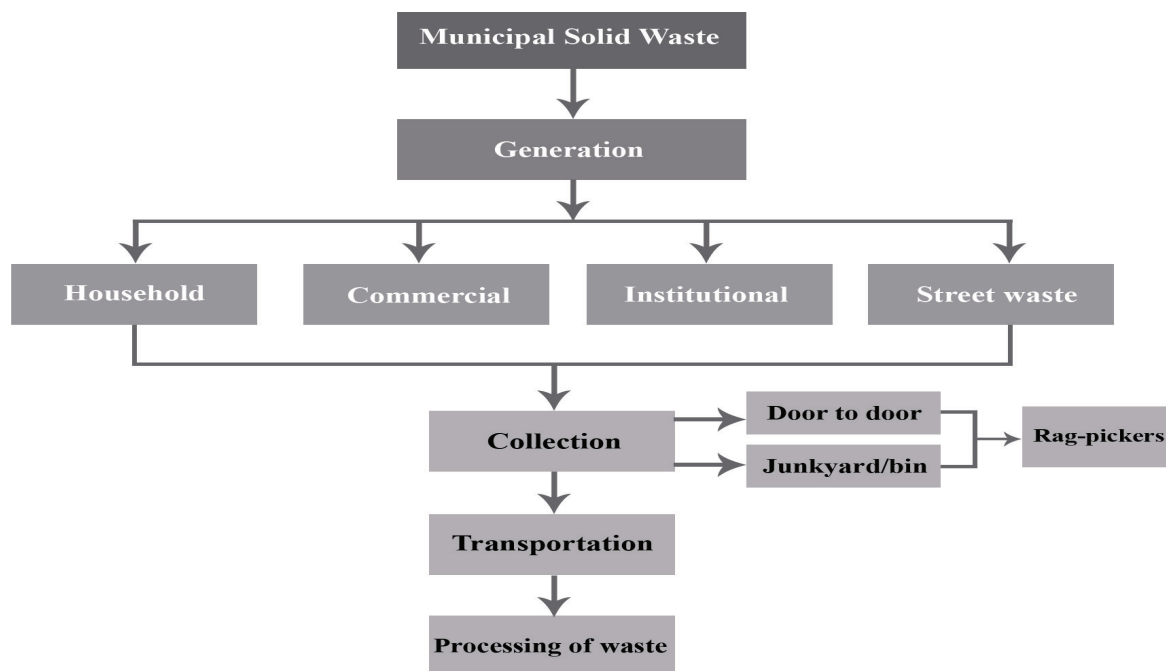 Municipal Solid Waste
Generation
Household
Commercial
Institutional
Street waste
Collection
Door to door
Junkyard/bin
Rag-pickers
Transportation
Processing of waste